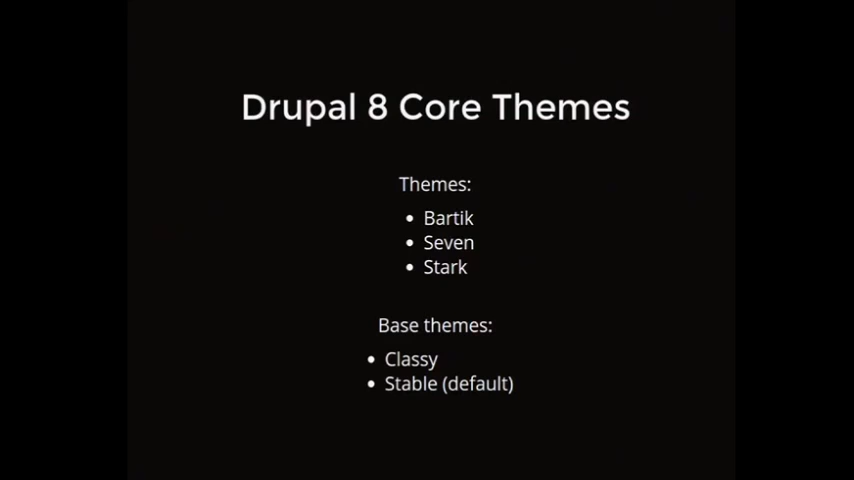 Drupal 8 Core Themes
Themes:
• Bartik
• Seven
• Stark
Base themes:
• Classy
• Stable (default)